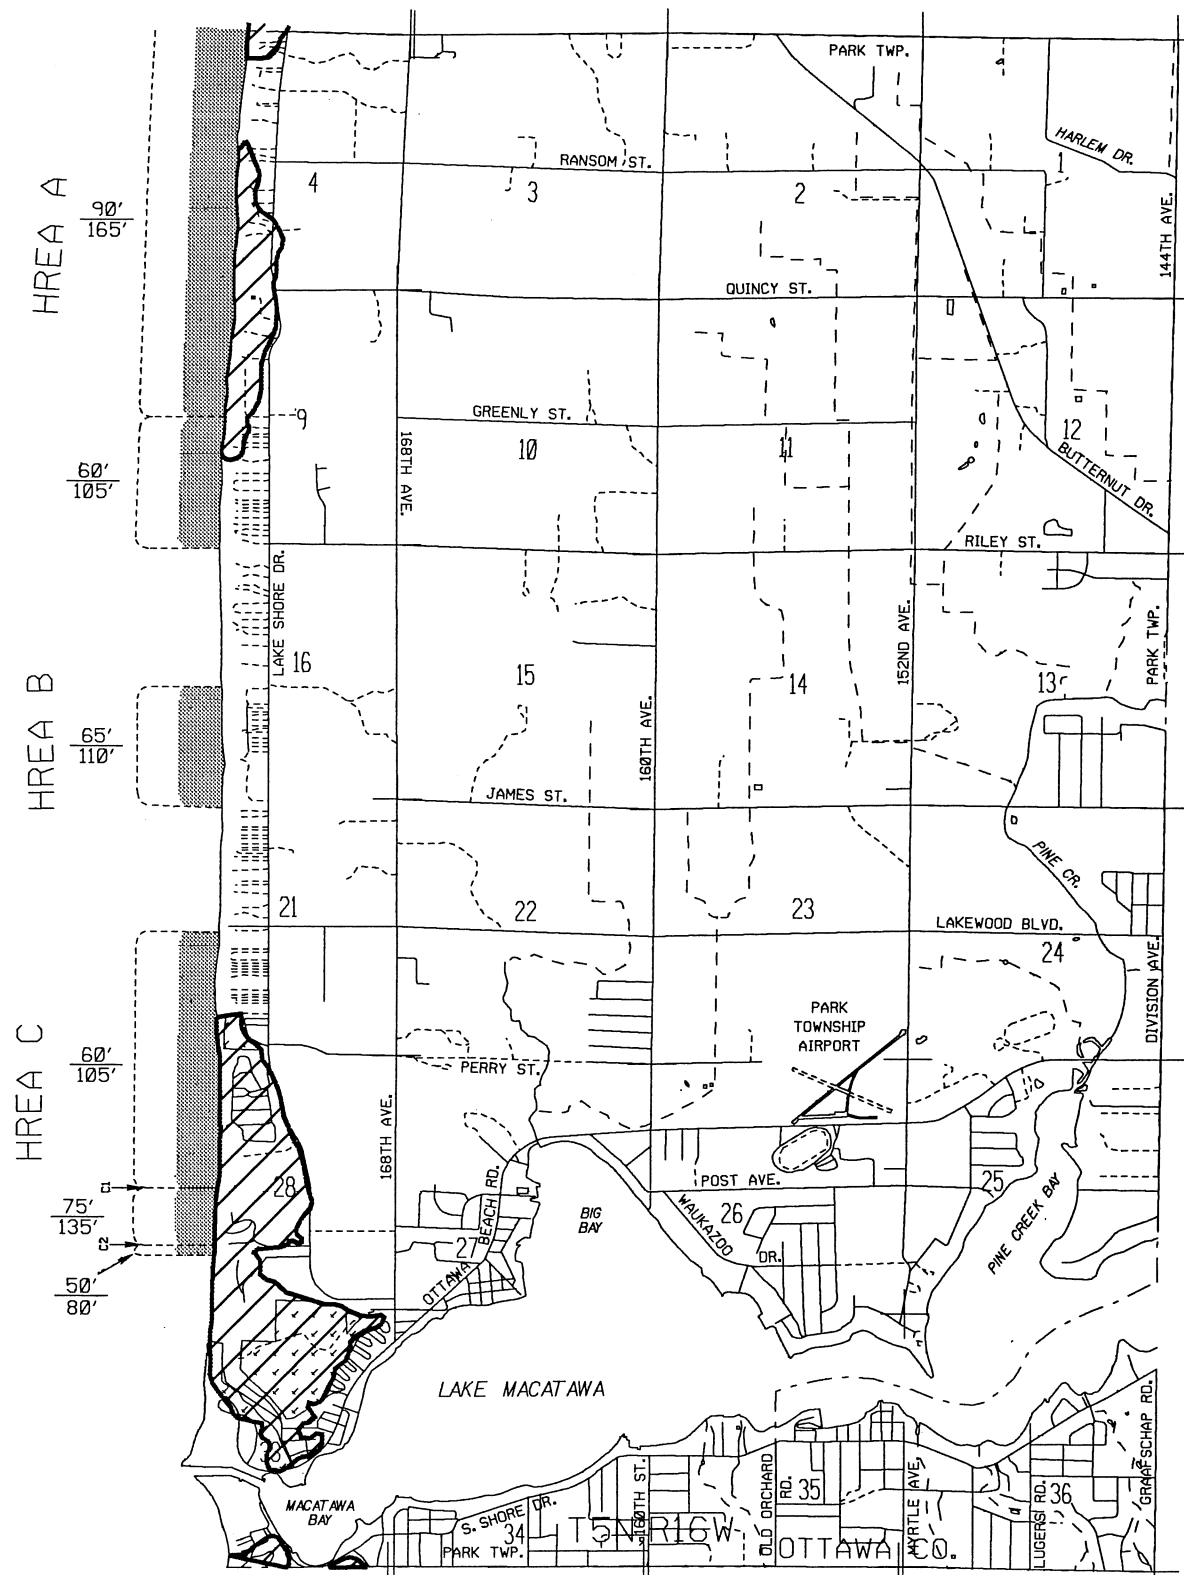 PARK TWP.
HARLEM DR.
RANSOM ST.
1
4
3
2
144TH AVE.
HREA A
90'
165'
QUINCY ST.
GREENLY ST.
9
10
11
12
168TH AVE.
BUTTERNUT DR.
60'
105'
RILEY ST.
LAKE SHORE DR.
152ND AVE.
PARK TWP.
16
15
14
13
HREA B
65'
110'
160TH AVE.
JAMES ST.
PINE CR.
21
22
23
LAKEWOOD BLVD.
24
DIVISION AVE.
HREA C
60'
105'
PARK
TOWNSHIP
AIRPORT
PERRY ST.
168TH AVE.
C1
28
POST AVE.
25
75'
135'
C2
BEACH RD.
OTTAWA
27
BIG
BAY
WAUKAZOO
DR.
26
PINE CREEK BAY
50'
80'
LAKE MACATAWA
GRAAFSCHAP RD.
MACATAWA
BAY
S. SHORE DR.
34
PARK TWP.
160TH ST.
T5N R16W
OLD ORCHARD
RD.
35
MYRTLE AVE.
OTTAWA CO.
LUGERS RD.
36